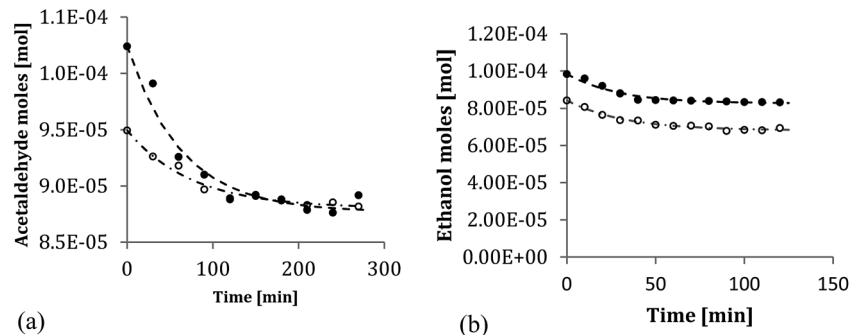 Acetaldehyde moles [mol]
1.1E-04
1.0E-04
9.5E-05
9.0E-05
8.5E-05
0
100
200
300
Time [min]
(a)
Ethanol moles [mol]
1.20E-04
1.00E-04
8.00E-05
6.00E-05
4.00E-05
2.00E-05
0.00E+00
0
50
100
150
Time [min]
(b)